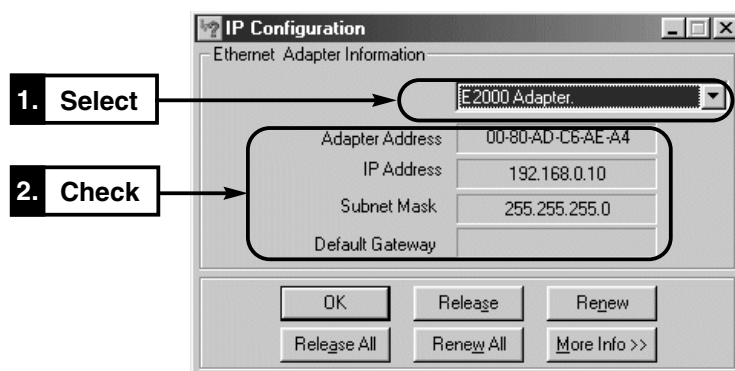 IP Configuration
Ethernet Adapter Information
1. Select
E2000 Adapter.
Adapter Address 00-80-AD-C6-AE-A4
2. Check
IP Address 192.168.0.10
Subnet Mask 255.255.255.0
Default Gateway
OK Release Renew
Release All Renew All More Info >>